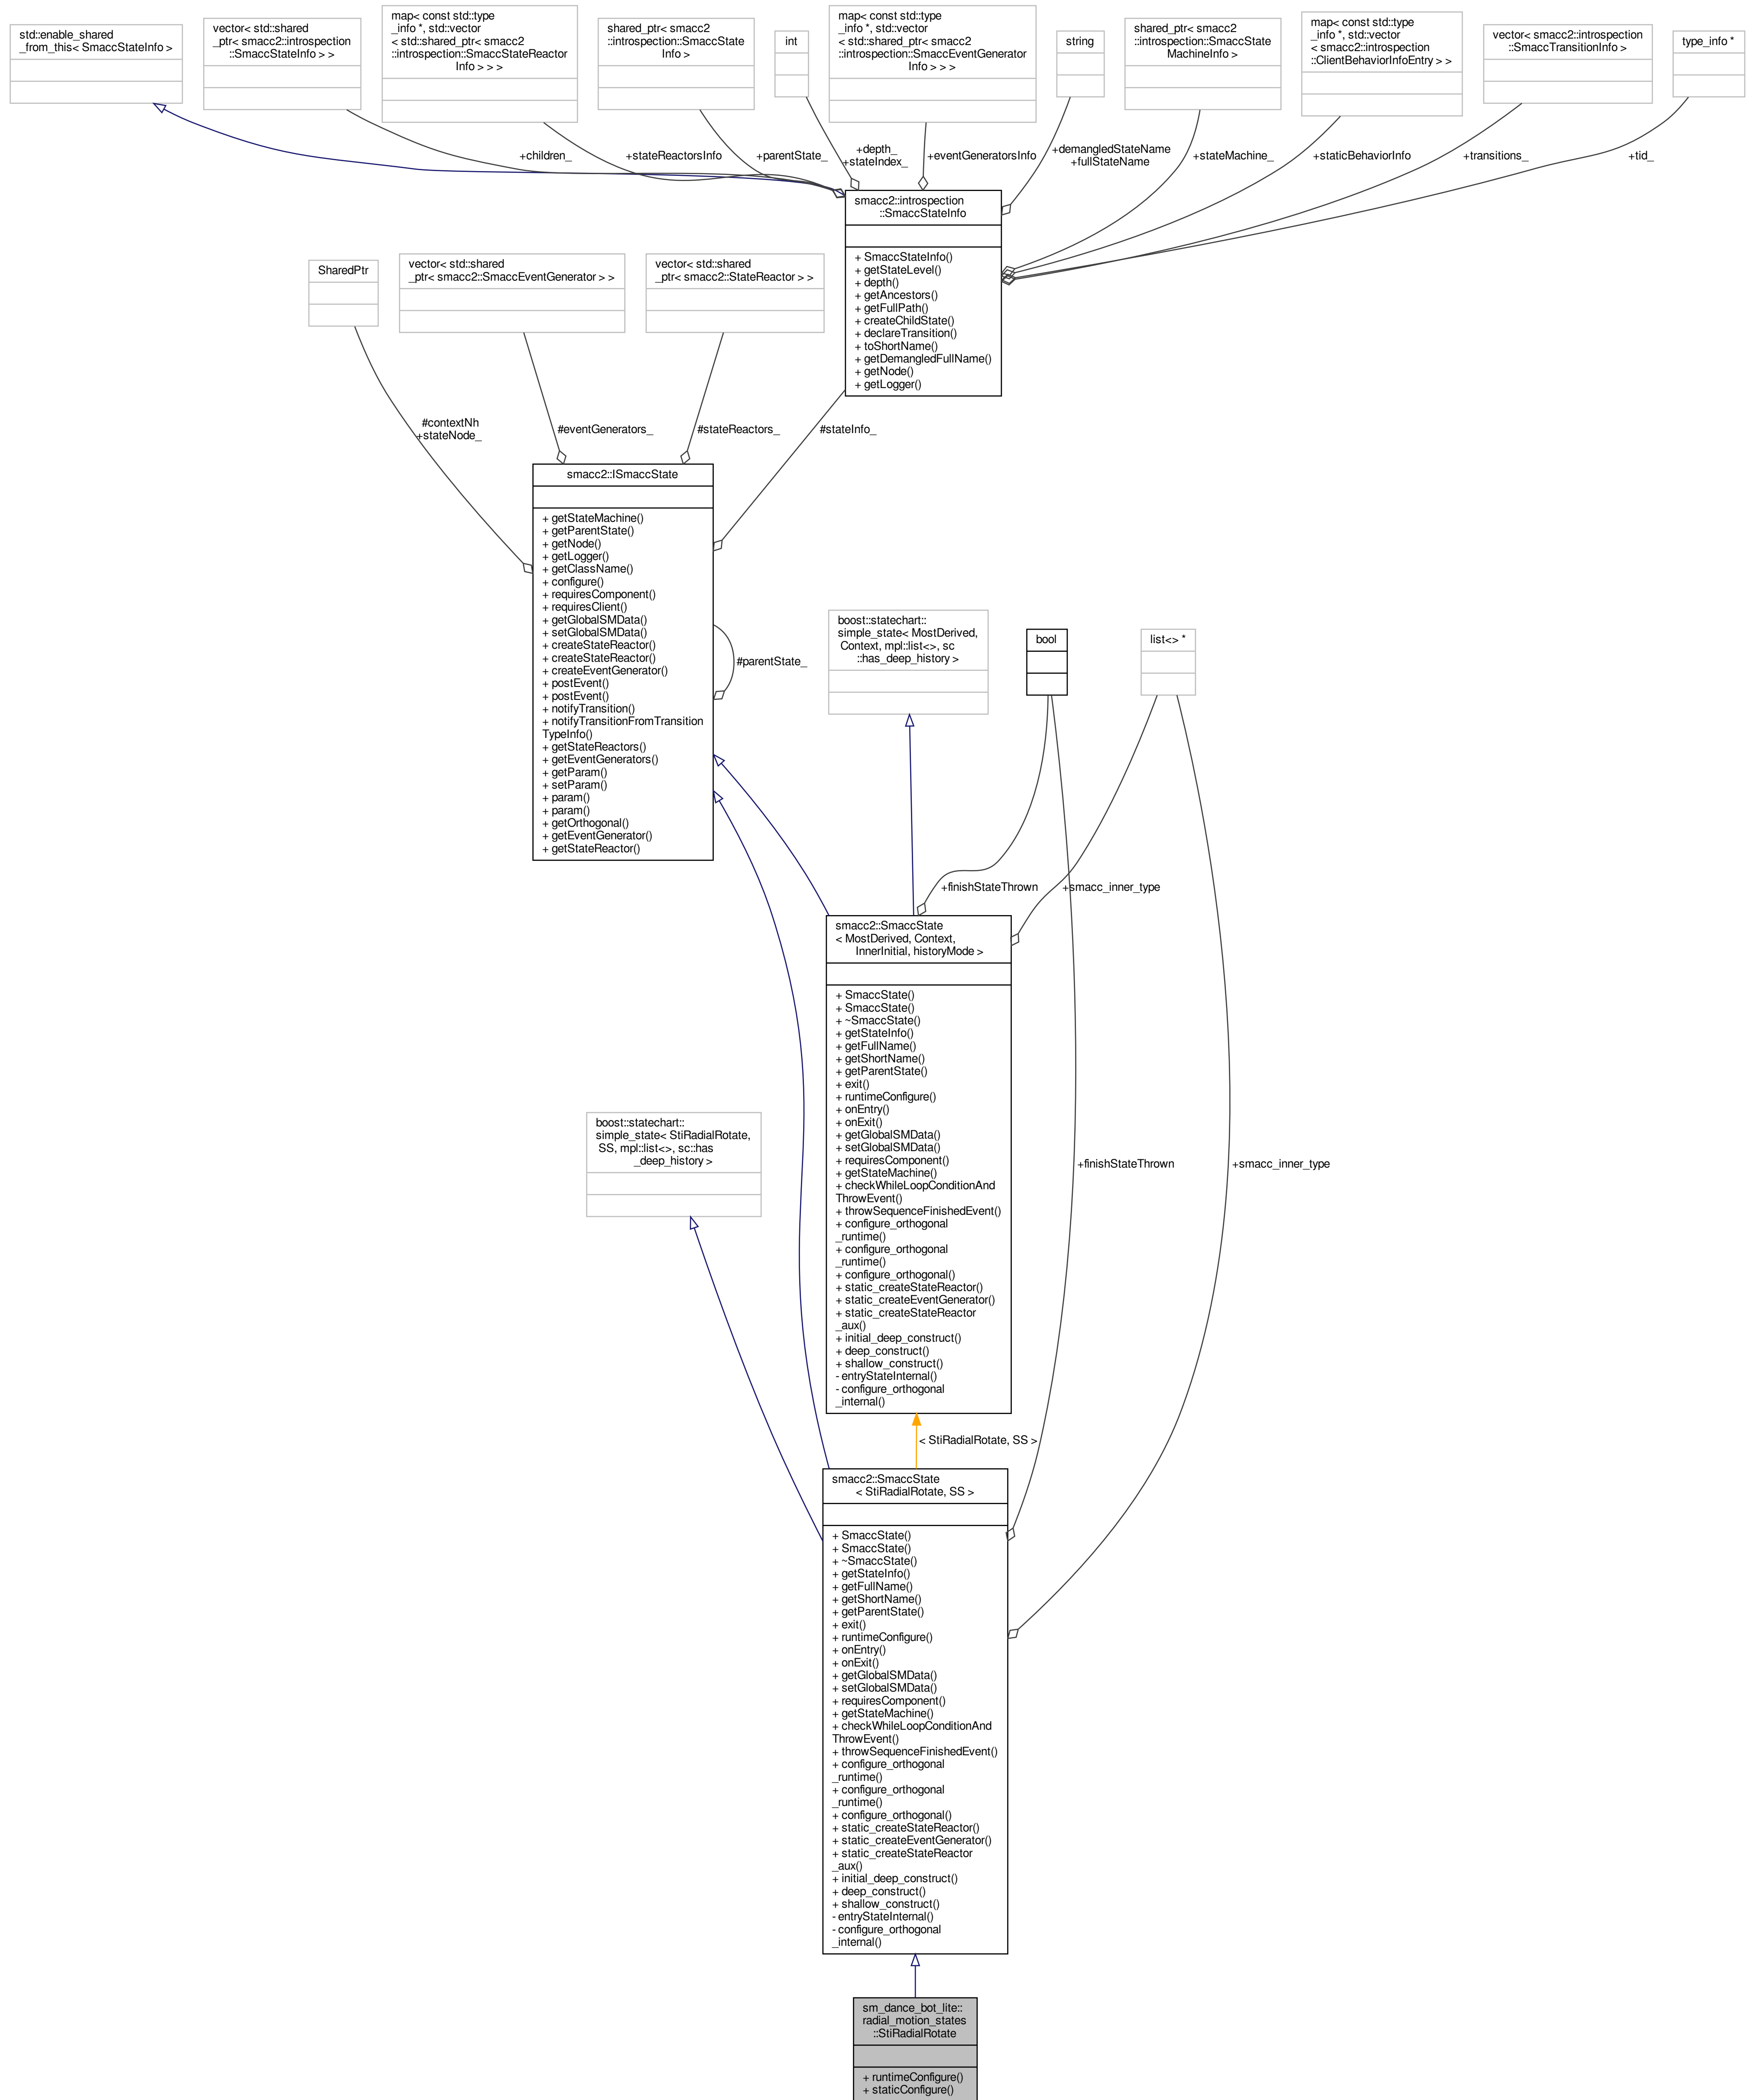 std::enable_shared
_from_this< SmaccStateInfo >
vector< std::shared
_ptr< smacc2::introspection
::SmaccStateInfo > >
map< const std::type
_info *, std::vector
< std::shared_ptr< smacc2
::introspection::SmaccStateReactor
Info > > >
shared_ptr< smacc2
::introspection::SmaccState
Info >
int
map< const std::type
_info *, std::vector
< std::shared_ptr< smacc2
::introspection::SmaccEventGenerator
Info > > >
string
shared_ptr< smacc2
::introspection::SmaccState
MachineInfo >
map< const std::type
_info *, std::vector
< smacc2::introspection
::ClientBehaviorInfoEntry > >
vector< smacc2::introspection
::SmaccTransitionInfo >
type_info *
+children_
+stateReactorsInfo
+parentState_
+depth_
+stateIndex_
+eventGeneratorsInfo
+demangledStateName
+fullStateName
+stateMachine_
+staticBehaviorInfo
+transitions_
+tid_
smacc2::introspection
::SmaccStateInfo
+ SmaccStateInfo()
+ getStateLevel()
+ depth()
+ getAncestors()
+ getFullPath()
+ createChildState()
+ declareTransition()
+ toShortName()
+ getDemangledFullName()
+ getNode()
+ getLogger()
SharedPtr
vector< std::shared
_ptr< smacc2::SmaccEventGenerator > >
vector< std::shared
_ptr< smacc2::StateReactor > >
#contextNh
+stateNode_
#eventGenerators_
#stateReactors_
#stateInfo_
smacc2::ISmaccState
+ getStateMachine()
+ getParentState()
+ getNode()
+ getLogger()
+ getClassName()
+ configure()
+ requiresComponent()
+ requiresClient()
+ getGlobalSMData()
+ setGlobalSMData()
+ createStateReactor()
+ createStateReactor()
+ createEventGenerator()
+ postEvent()
+ postEvent()
+ notifyTransition()
+ notifyTransitionFromTransition
TypeInfo()
+ getStateReactors()
+ getEventGenerators()
+ getParam()
+ setParam()
+ param()
+ param()
+ getOrthogonal()
+ getEventGenerator()
+ getStateReactor()
#parentState_
boost::statechart::
simple_state< MostDerived,
Context, mpl::list<>, sc
::has_deep_history >
bool
list<> *
+finishStateThrown
+smacc_inner_type
smacc2::SmaccState
< MostDerived, Context,
InnerInitial, historyMode >
+ SmaccState()
+ SmaccState()
+ ~SmaccState()
+ getStateInfo()
+ getFullName()
+ getShortName()
+ getParentState()
+ exit()
+ runtimeConfigure()
+ onEntry()
+ onExit()
+ getGlobalSMData()
+ setGlobalSMData()
+ requiresComponent()
+ getStateMachine()
+ checkWhileLoopConditionAnd
ThrowEvent()
+ throwSequenceFinishedEvent()
+ configure_orthogonal
_runtime()
+ configure_orthogonal
_runtime()
+ configure_orthogonal()
+ static_createStateReactor()
+ static_createEventGenerator()
+ static_createStateReactor
_aux()
+ initial_deep_construct()
+ deep_construct()
+ shallow_construct()
- entryStateInternal()
- configure_orthogonal
_internal()
boost::statechart::
simple_state< StiRadialRotate,
SS, mpl::list<>, sc::has
_deep_history >
+finishStateThrown
+smacc_inner_type
< StiRadialRotate, SS >
smacc2::SmaccState
< StiRadialRotate, SS >
+ SmaccState()
+ SmaccState()
+ ~SmaccState()
+ getStateInfo()
+ getFullName()
+ getShortName()
+ getParentState()
+ exit()
+ runtimeConfigure()
+ onEntry()
+ onExit()
+ getGlobalSMData()
+ setGlobalSMData()
+ requiresComponent()
+ getStateMachine()
+ checkWhileLoopConditionAnd
ThrowEvent()
+ throwSequenceFinishedEvent()
+ configure_orthogonal
_runtime()
+ configure_orthogonal
_runtime()
+ configure_orthogonal()
+ static_createStateReactor()
+ static_createEventGenerator()
+ static_createStateReactor
_aux()
+ initial_deep_construct()
+ deep_construct()
+ shallow_construct()
- entryStateInternal()
- configure_orthogonal
_internal()
sm_dance_bot_lite::
radial_motion_states
::StiRadialRotate
+ runtimeConfigure()
+ staticConfigure()